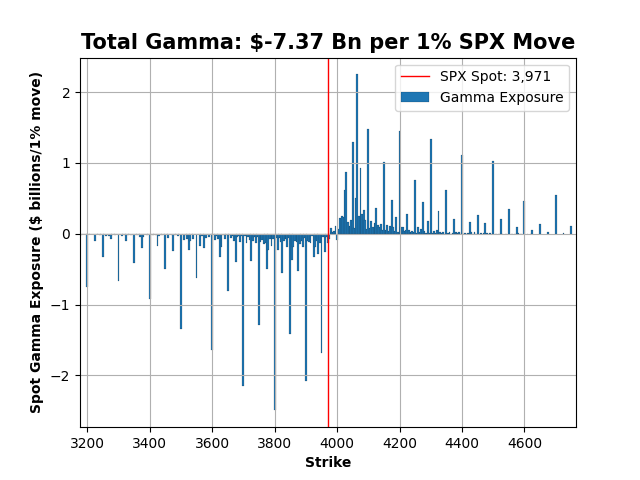 Total Gamma: $-7.37 Bn per 1% SPX Move
SPX Spot: 3,971
Gamma Exposure
Spot Gamma Exposure ($ billions/1% move)
2
1
0
−1
−2
3200 3400 3600 3800 4000 4200 4400 4600
Strike